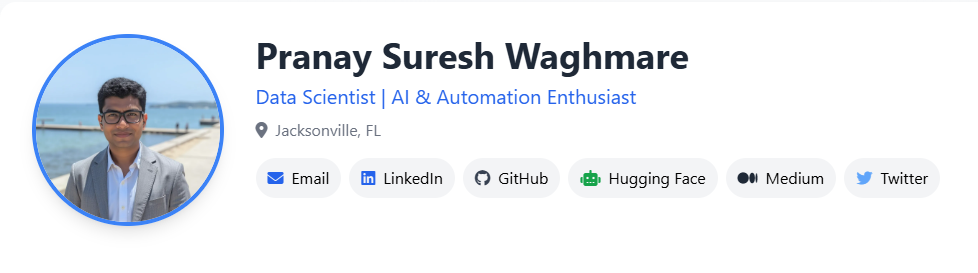 Pranay Suresh Waghmare
Data Scientist | AI & Automation Enthusiast
Jacksonville, FL
Email LinkedIn GitHub Hugging Face Medium Twitter